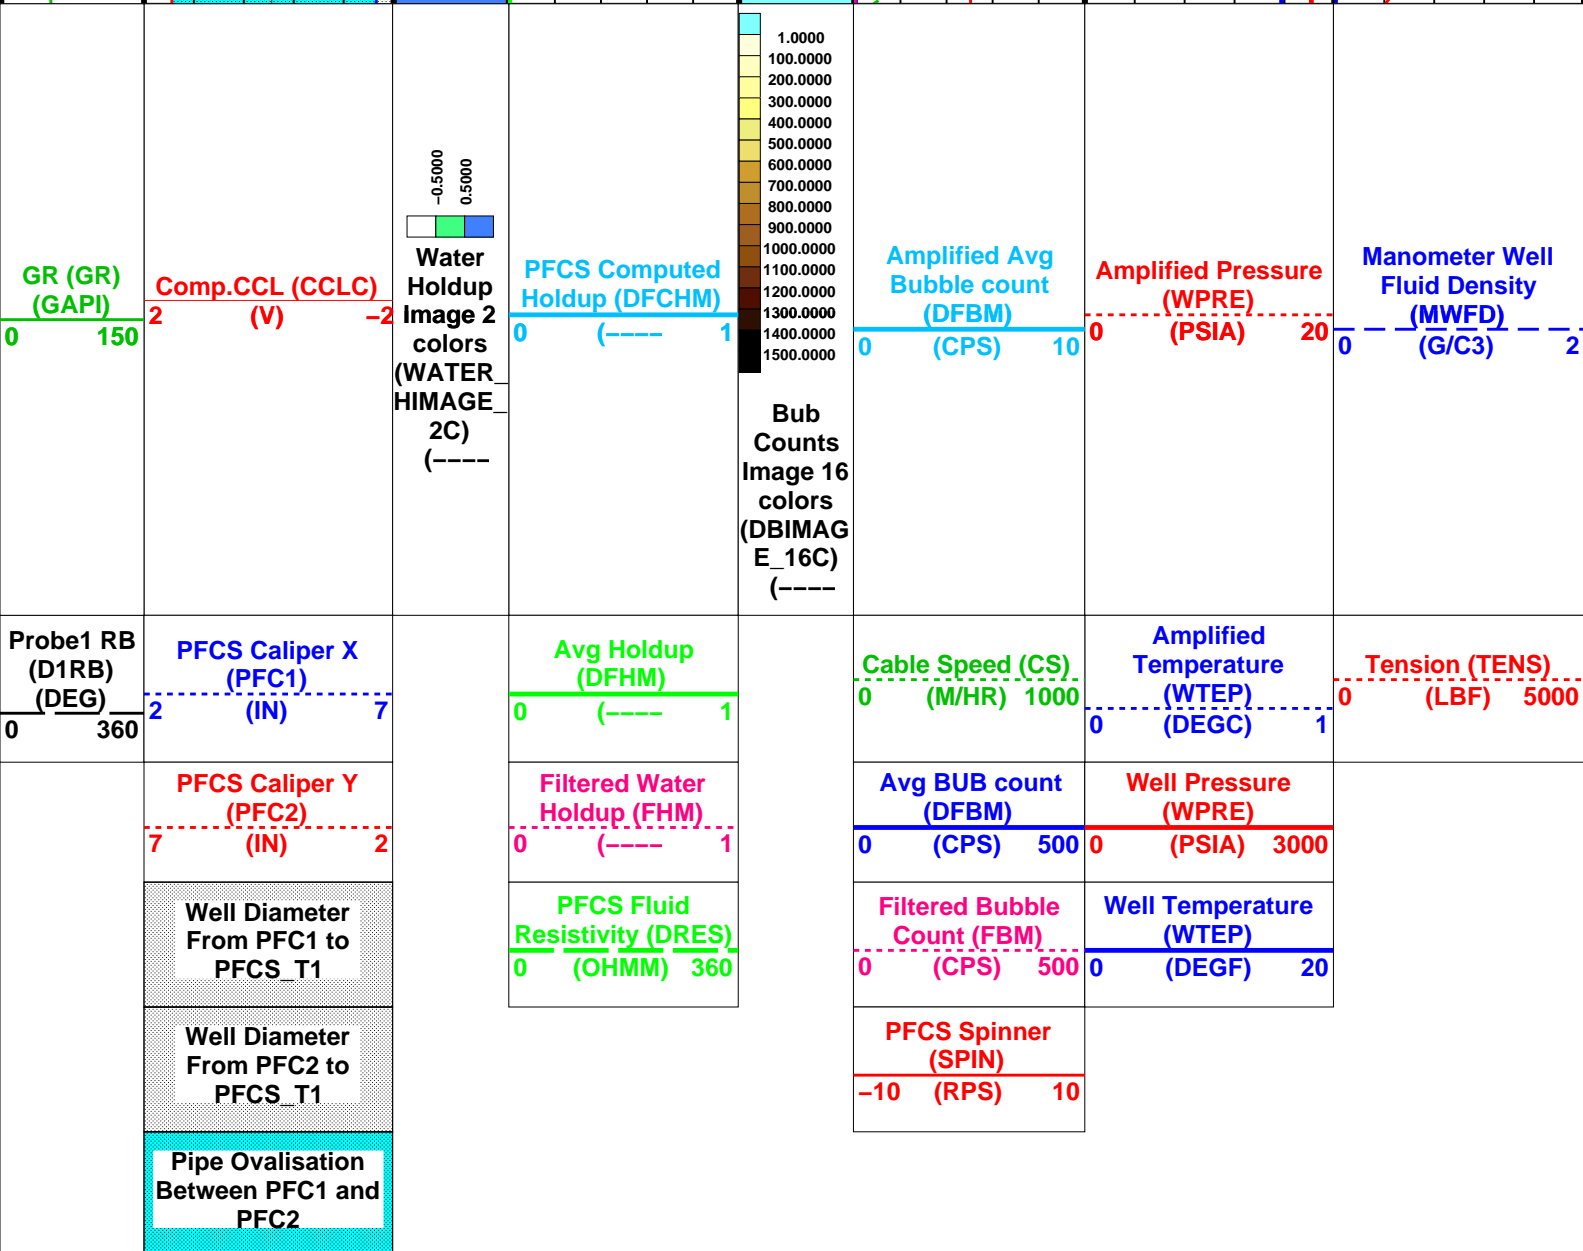 GR (GR)
(GAPI)
0 150
Comp.CCL (CCLC)
2 (V) −2
−0.5000
0.5000
Water
Holdup
Image 2
colors
(WATER_
HIMAGE_
2C)
(−−−−
PFCS Computed
Holdup (DFCHM)
0 (−−−− 1
1.0000
100.0000
200.0000
300.0000
400.0000
500.0000
600.0000
700.0000
800.0000
900.0000
1000.0000
1100.0000
1200.0000
1300.0000
1400.0000
1500.0000
Bub
Counts
Image 16
colors
(DBIMAG
E_16C)
(−−−−
Amplified Avg
Bubble count
(DFBM)
0 (CPS) 10
Amplified Pressure
(WPRE)
0 (PSIA) 20
Manometer Well
Fluid Density
(MWFD)
0 (G/C3) 2
Probe1 RB
(D1RB)
(DEG)
0 360
PFCS Caliper X
(PFC1)
2 (IN) 7
Avg Holdup
(DFHM)
0 (−−−− 1
Cable Speed (CS)
0 (M/HR) 1000
Amplified
Temperature
(WTEP)
0 (DEGC) 1
Tension (TENS)
0 (LBF) 5000
PFCS Caliper Y
(PFC2)
7 (IN) 2
Filtered Water
Holdup (FHM)
0 (−−−− 1
Avg BUB count
(DFBM)
0 (CPS) 500
Well Pressure
(WPRE)
0 (PSIA) 3000
Well Diameter
From PFC1 to
PFCS_T1
PFCS Fluid
Resistivity (DRES)
0 (OHMM) 360
Filtered Bubble
Count (FBM)
0 (CPS) 500
Well Temperature
(WTEP)
0 (DEGF) 20
Well Diameter
From PFC2 to
PFCS_T1
PFCS Spinner
(SPIN)
−10 (RPS) 10
Pipe Ovalisation
Between PFC1 and
PFC2